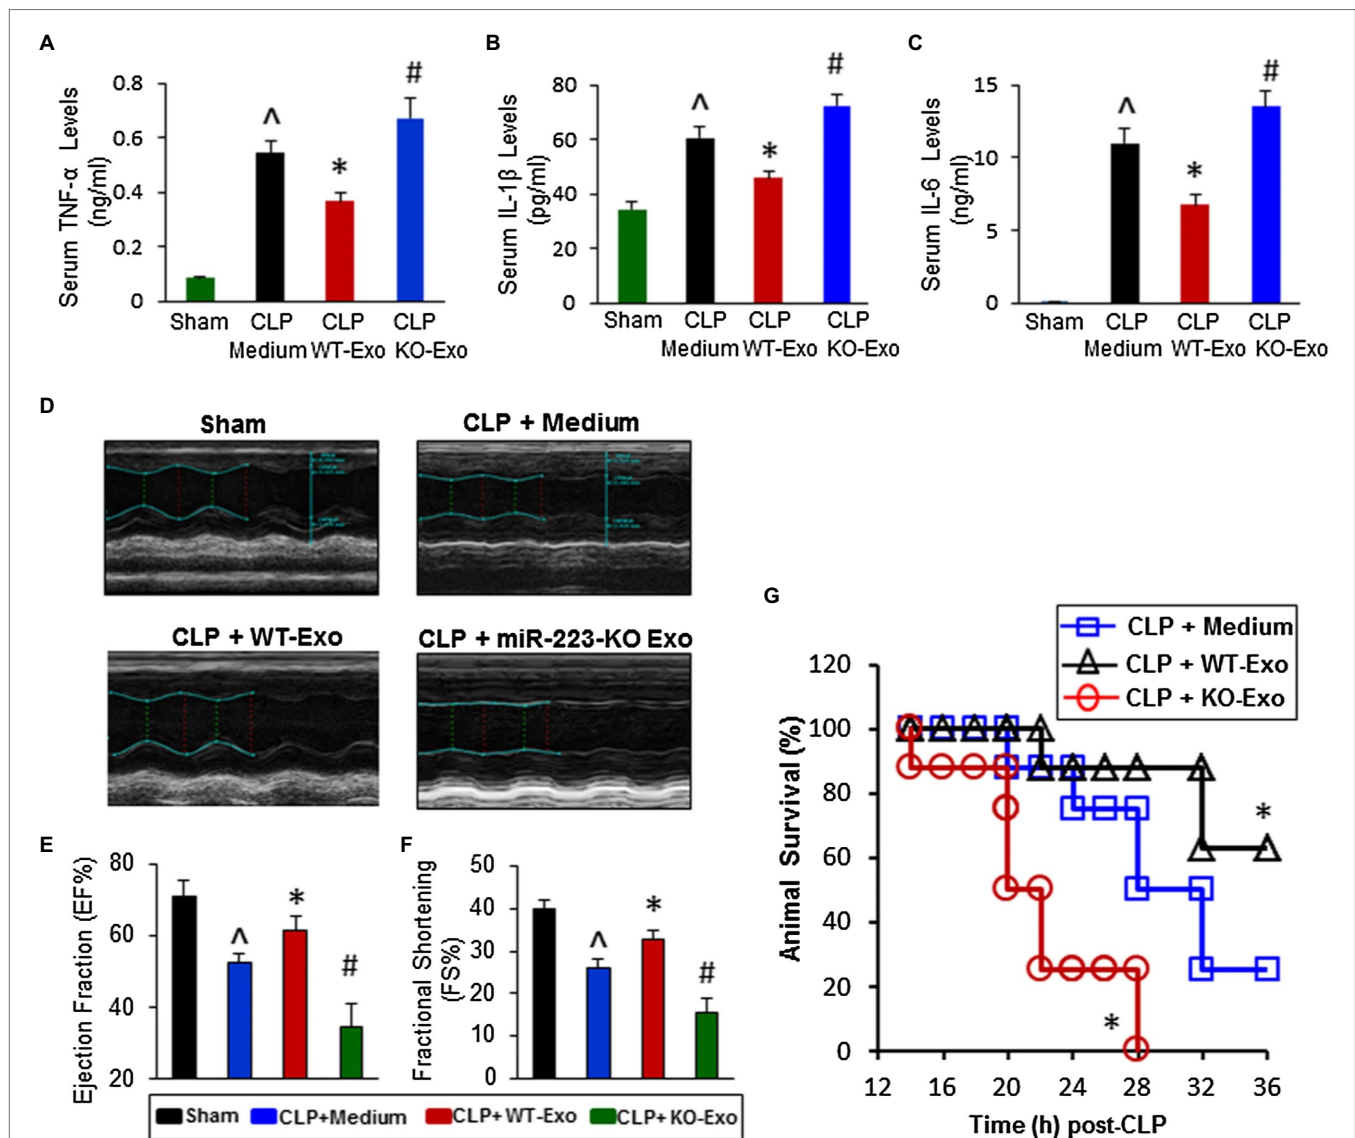 A
Serum TNF-α Levels
(ng/ml)
0.8
0.6
0.4
0.2
0
^
*
#
Sham CLP CLP CLP
Medium WT-Exo KO-Exo
B
Serum IL-1β Levels
(pg/ml)
80
60
40
20
0
^
*
#
Sham CLP CLP CLP
Medium WT-Exo KO-Exo
C
Serum IL-6 Levels
(ng/ml)
15
10
5
0
^
*
#
Sham CLP CLP CLP
Medium WT-Exo KO-Exo
D
Sham
CLP + Medium
CLP + WT-Exo
CLP + miR-223-KO Exo
E
Ejection Fraction (EF%)
80
60
40
20
^
*
#
F
Fractional Shortening
(FS%)
50
40
30
20
10
0
^
*
#
Sham CLP+Medium CLP+WT-Exo CLP+KO-Exo
G
CLP + Medium
CLP + WT-Exo
CLP + KO-Exo
Animal Survival (%)
120
100
80
60
40
20
0
*
*
12 16 20 24 28 32 36
Time (h) post-CLP